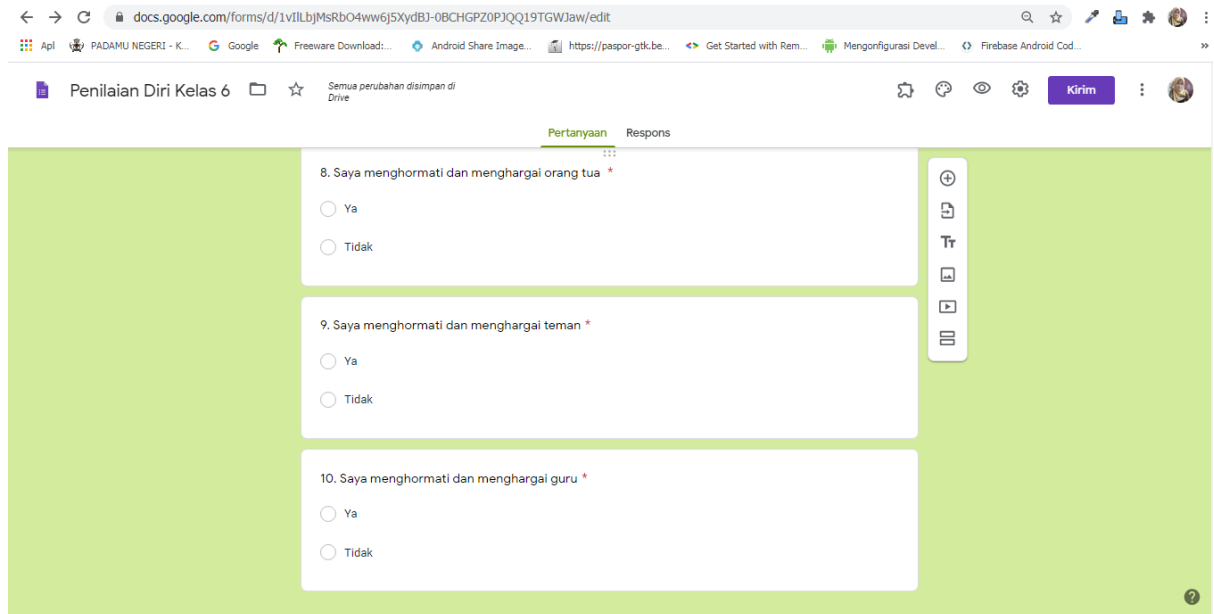 docs.google.com/forms/d/1vIlLbjMsRbO4ww6j5XydBJ-0BCHGPZ0PJQQ19TGWJaw/edit
Apl PADAMU NEGERI - K... Google Freeware Download:... Android Share Image... https://paspor-gtk.be... Get Started with Rem... Mengonfigurasi Devel... Firebase Android Cod... »
Penilaian Diri Kelas 6 Semua perubahan disimpan di
Drive
Kirim
Pertanyaan Respons
8. Saya menghormati dan menghargai orang tua *
Ya
Tidak
9. Saya menghormati dan menghargai teman *
Ya
Tidak
10. Saya menghormati dan menghargai guru *
Ya
Tidak